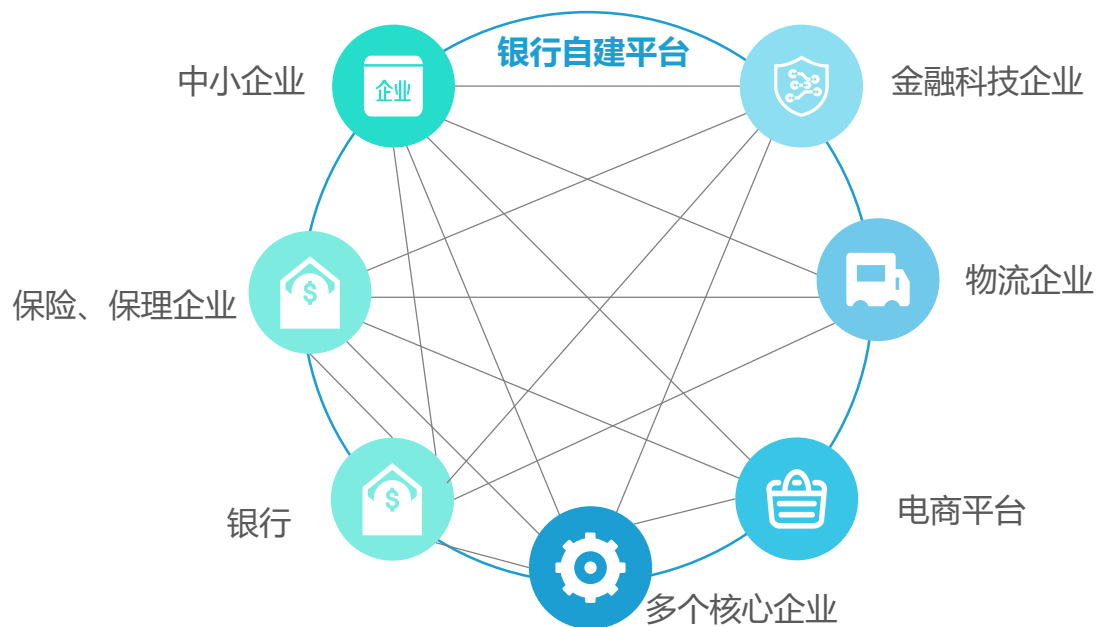 银行自建平台
中小企业
企业
金融科技企业
保险、保理企业
$
物流企业
银行
$
电商平台
多个核心企业